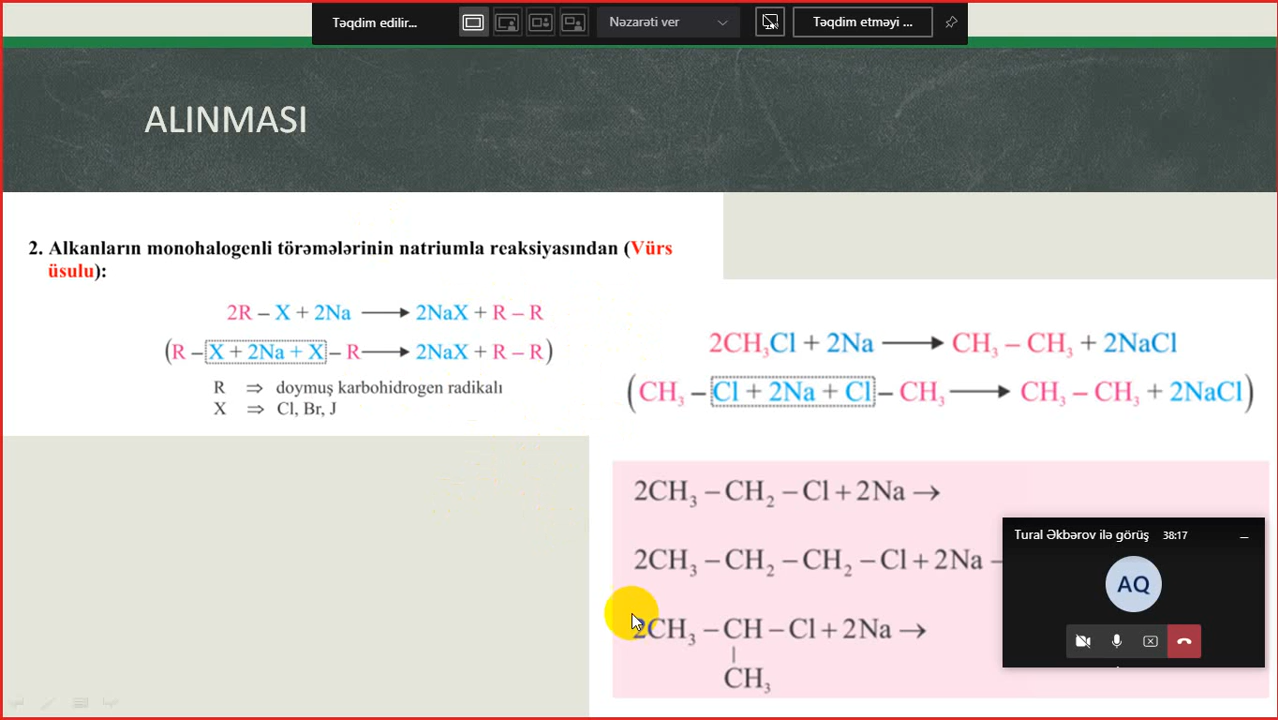 Təqdim edilir...
Nəzarəti ver
Təqdim etməyi ...
ALINMASI
2. Alkanların monohalogenli törəmələrinin natriumla reaksiyasından (Vürs
üsulu):
2R – X + 2Na ⟶ 2NaX + R – R
(R – X + 2Na + X – R ⟶ 2NaX + R – R)
R ⇒ doymuş karbohidrogen radikalı
X ⇒ Cl, Br, J
2CH₃Cl + 2Na ⟶ CH₃ – CH₃ + 2NaCl
(CH₃ – Cl + 2Na + Cl – CH₃ ⟶ CH₃ – CH₃ + 2NaCl)
2CH₃ – CH₂ – Cl + 2Na →
2CH₃ – CH₂ – CH₂ – Cl + 2Na –
2CH₃ – CH – Cl + 2Na →
|
CH₃
Tural Əkbərov ilə görüş 38:17
AQ